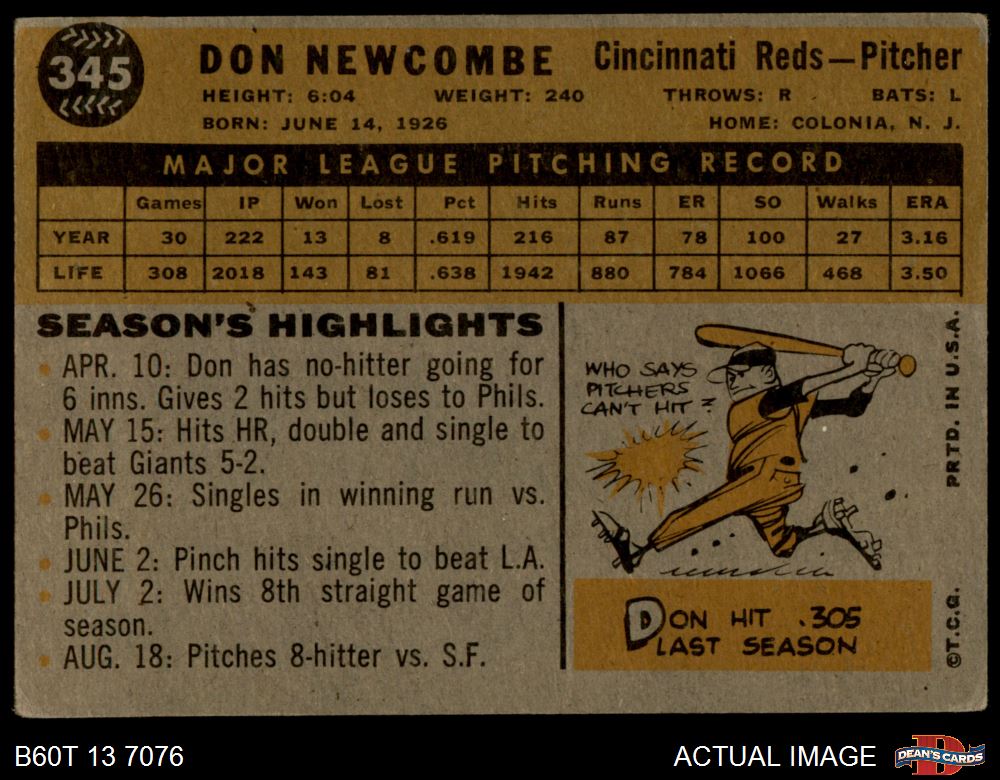 345
DON NEWCOMBE
Cincinnati Reds—Pitcher
HEIGHT: 6:04 WEIGHT: 240 THROWS: R BATS: L
BORN: JUNE 14, 1926 HOME: COLONIA, N. J.
MAJOR LEAGUE PITCHING RECORD
Games IP Won Lost Pct Hits Runs ER SO Walks ERA
YEAR 30 222 13 8 .619 216 87 78 100 27 3.16
LIFE 308 2018 143 81 .638 1942 880 784 1066 468 3.50
SEASON'S HIGHLIGHTS
• APR. 10: Don has no-hitter going for
6 inns. Gives 2 hits but loses to Phils.
• MAY 15: Hits HR, double and single to
beat Giants 5-2.
• MAY 26: Singles in winning run vs.
Phils.
• JUNE 2: Pinch hits single to beat L.A.
• JULY 2: Wins 8th straight game of
season.
• AUG. 18: Pitches 8-hitter vs. S.F.
WHO SAYS
PITCHERS
CAN'T HIT?
DON HIT .305
LAST SEASON
©T.C.G. PRTD. IN U.S.A.
B60T 13 7076
ACTUAL IMAGE
D
DEAN'S CARDS